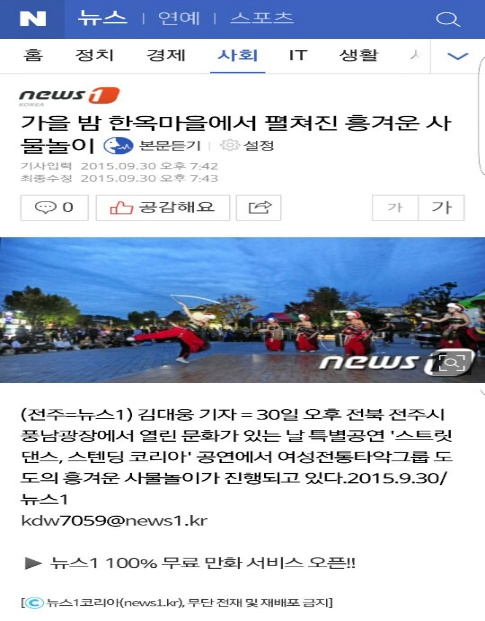 N 뉴스 | 연예 | 스포츠
홈 정치 경제 사회 IT 생활
news1
KOREA
가을 밤 한옥마을에서 펼쳐진 흥겨운 사
물놀이 본문듣기 설정
기사입력 2015.09.30 오후 7:42
최종수정 2015.09.30 오후 7:43
0 공감해요 가 가
news1
(전주=뉴스1) 김대웅 기자 = 30일 오후 전북 전주시
풍남광장에서 열린 문화가 있는 날 특별공연 '스트릿
댄스, 스텐딩 코리아' 공연에서 여성전통타악그룹 도
도의 흥겨운 사물놀이가 진행되고 있다.2015.9.30/
뉴스1
kdw7059@news1.kr
▶ 뉴스1 100% 무료 만화 서비스 오픈!!
[ⓒ 뉴스1코리아(news1.kr), 무단 전재 및 재배포 금지]